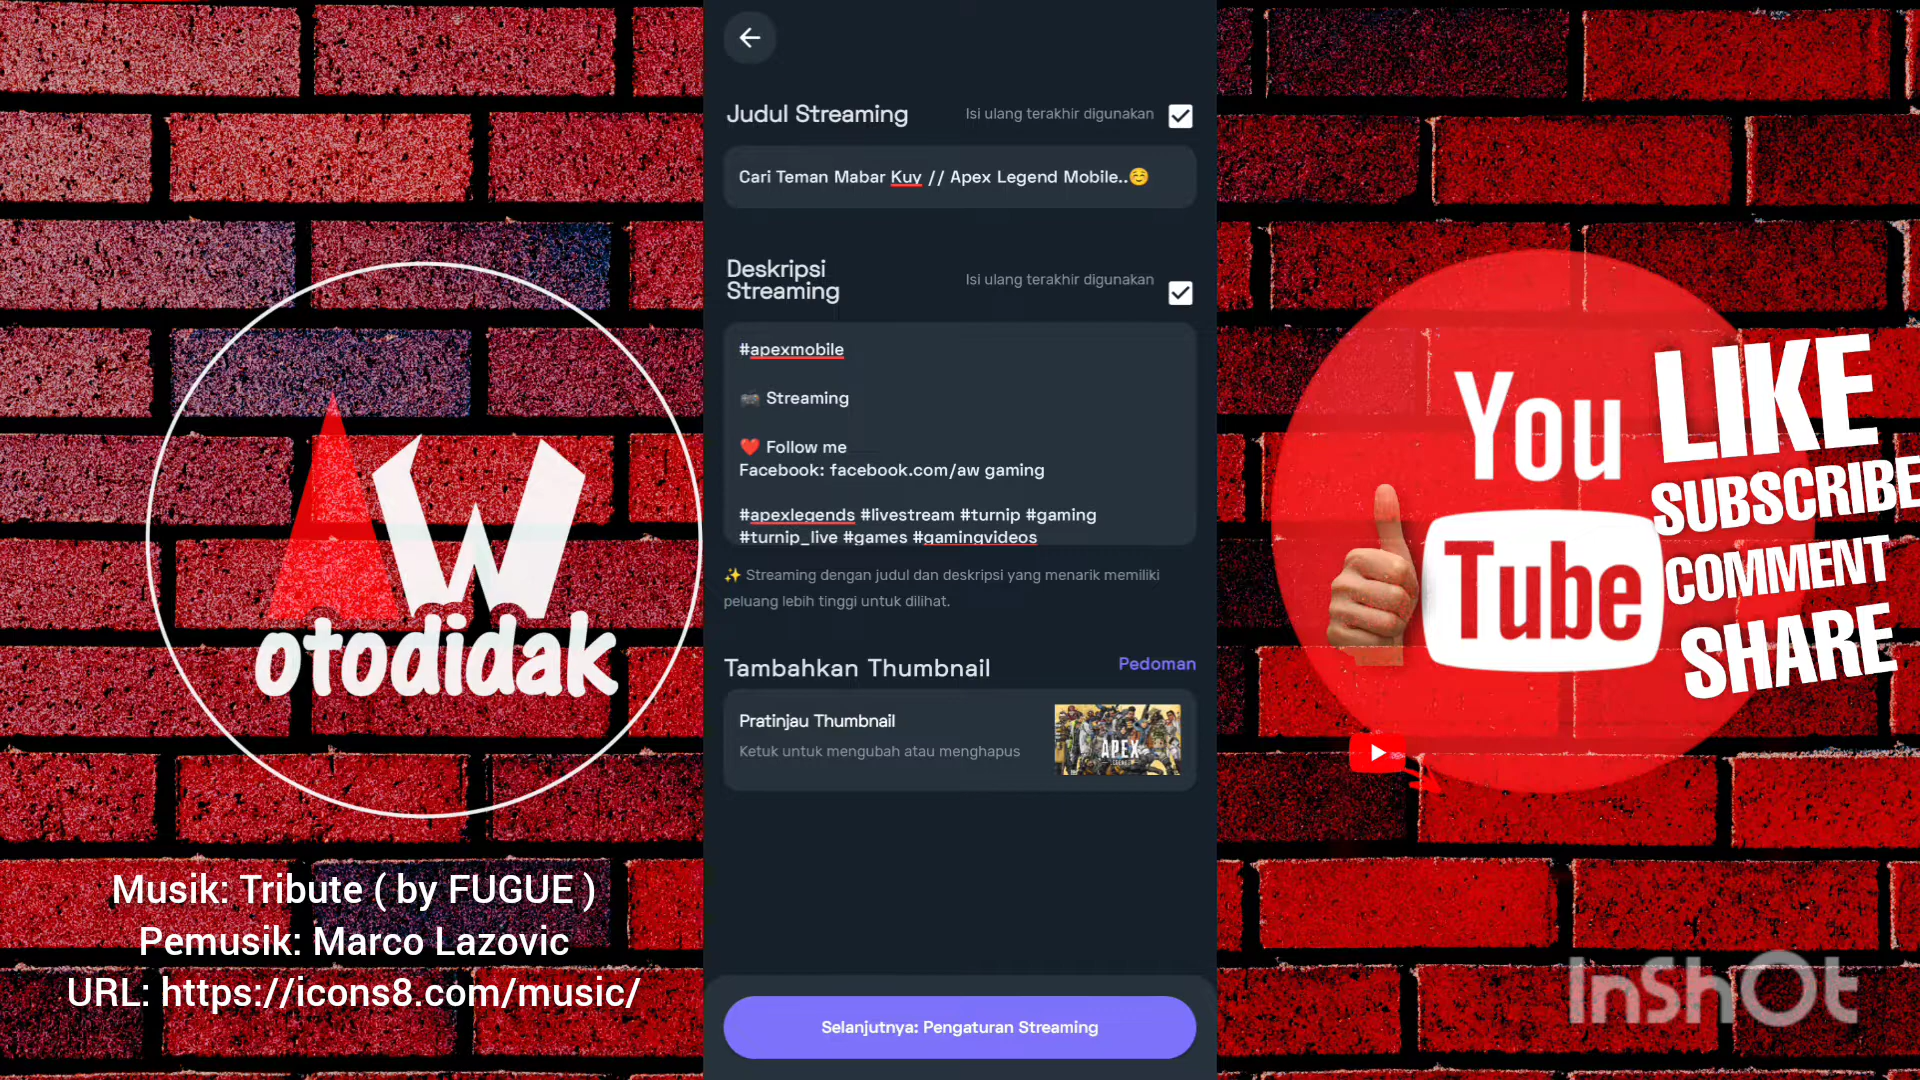 Judul Streaming
Isi ulang terakhir digunakan
Cari Teman Mabar Kuy // Apex Legend Mobile..☺️
Deskripsi
Streaming
Isi ulang terakhir digunakan
#apexmobile
🎮 Streaming
❤️ Follow me
Facebook: facebook.com/aw gaming
#apexlegends #livestream #turnip #gaming
#turnip_live #games #gamingvideos
✨ Streaming dengan judul dan deskripsi yang menarik memiliki
peluang lebih tinggi untuk dilihat.
Tambahkan Thumbnail
Pedoman
Pratinjau Thumbnail
Ketuk untuk mengubah atau menghapus
APEX
Selanjutnya: Pengaturan Streaming
AW
otodidak
Musik: Tribute ( by FUGUE )
Pemusik: Marco Lazovic
URL: https://icons8.com/music/
You
Tube
LIKE
SUBSCRIBE
COMMENT
SHARE
InShOt